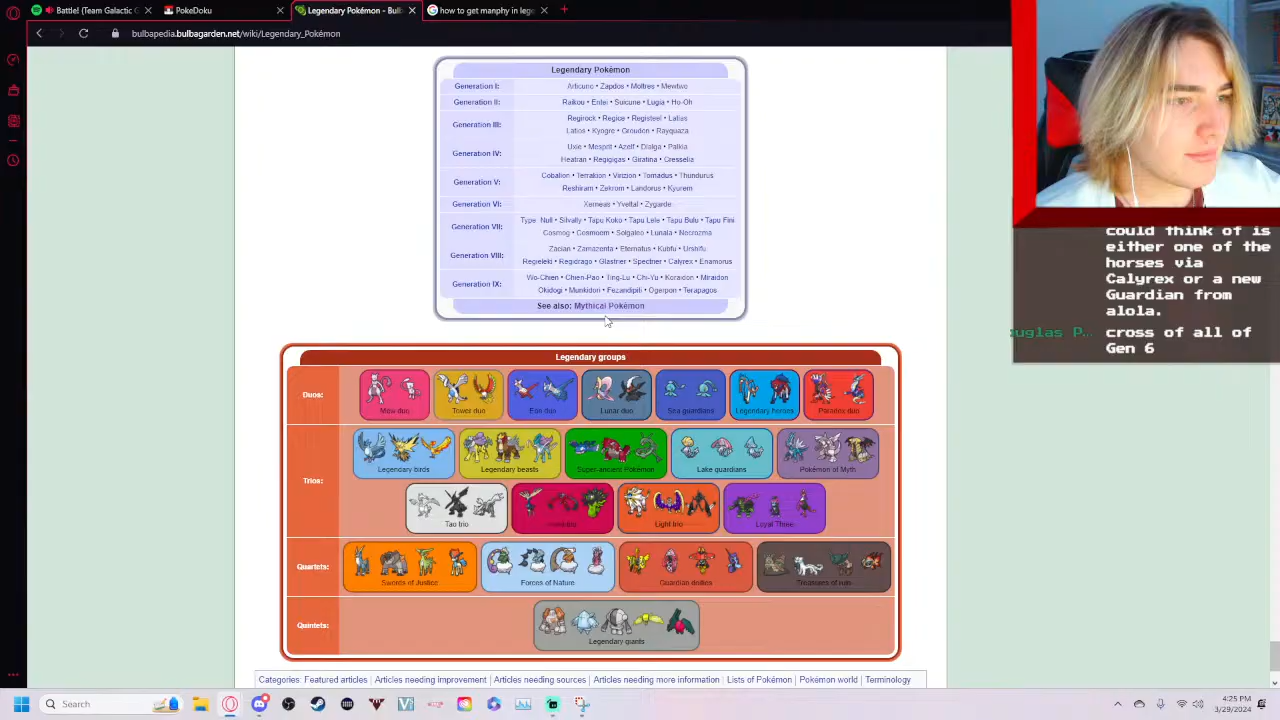 Battle! (Team Galactic
PokeDoku
Legendary Pokémon - Bulb
how to get manphy in lege
bulbapedia.bulbagarden.net/wiki/Legendary_Pokémon
Legendary Pokémon
Generation I: Articuno • Zapdos • Moltres • Mewtwo
Generation II: Raikou • Entei • Suicune • Lugia • Ho-Oh
Generation III: Regirock • Regice • Registeel • Latias
Latios • Kyogre • Groudon • Rayquaza
Generation IV: Uxie • Mesprit • Azelf • Dialga • Palkia
Heatran • Regigigas • Giratina • Cresselia
Generation V: Cobalion • Terrakion • Virizion • Tornadus • Thundurus
Reshiram • Zekrom • Landorus • Kyurem
Generation VI: Xerneas • Yveltal • Zygarde
Generation VII: Type: Null • Silvally • Tapu Koko • Tapu Lele • Tapu Bulu • Tapu Fini
Cosmog • Cosmoem • Solgaleo • Lunala • Necrozma
Generation VIII: Zacian • Zamazenta • Eternatus • Kubfu • Urshifu
Regieleki • Regidrago • Glastrier • Spectrier • Calyrex • Enamorus
Generation IX: Wo-Chien • Chien-Pao • Ting-Lu • Chi-Yu • Koraidon • Miraidon
Okidogi • Munkidori • Fezandipiti • Ogerpon • Terapagos
See also: Mythical Pokémon
could think of is
either one of the
horses via
Calyrex or a new
Guardian from
alola.
uglas P... cross of all of
Gen 6
Legendary groups
Duos:
Mew duo Tower duo Eon duo Lunar duo Sea guardians Legendary heroes Paradox duo
Trios:
Legendary birds Legendary beasts Super-ancient Pokémon Lake guardians Pokémon of Myth
Tao trio Light trio Loyal Three
Quartets:
Swords of Justice Forces of Nature Guardian deities Treasures of ruin
Quintets:
Legendary giants
Categories: Featured articles | Articles needing improvement | Articles needing sources | Articles needing more information | Lists of Pokémon | Pokémon world | Terminology
Search
4:25 PM
3/29/2024